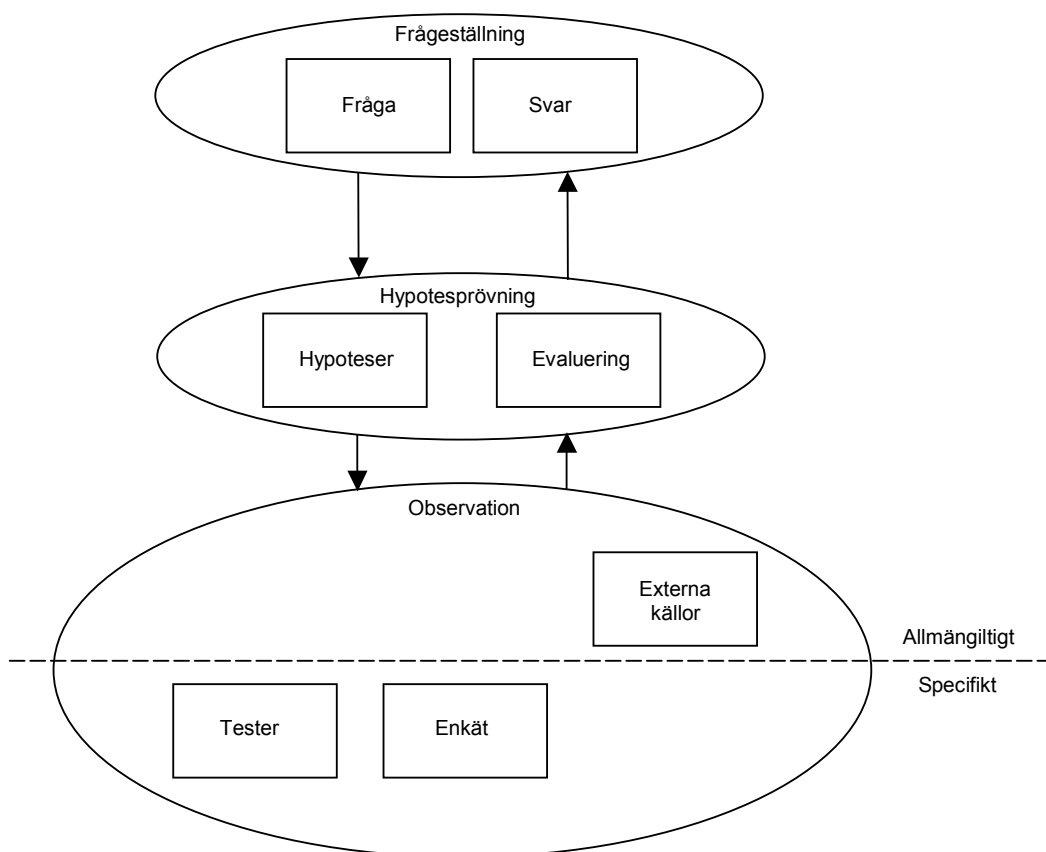 Frågeställning
Fråga
Svar
Hypotesprövning
Hypoteser
Evaluering
Observation
Externa
källor
Allmängiltigt
Specifikt
Tester
Enkät